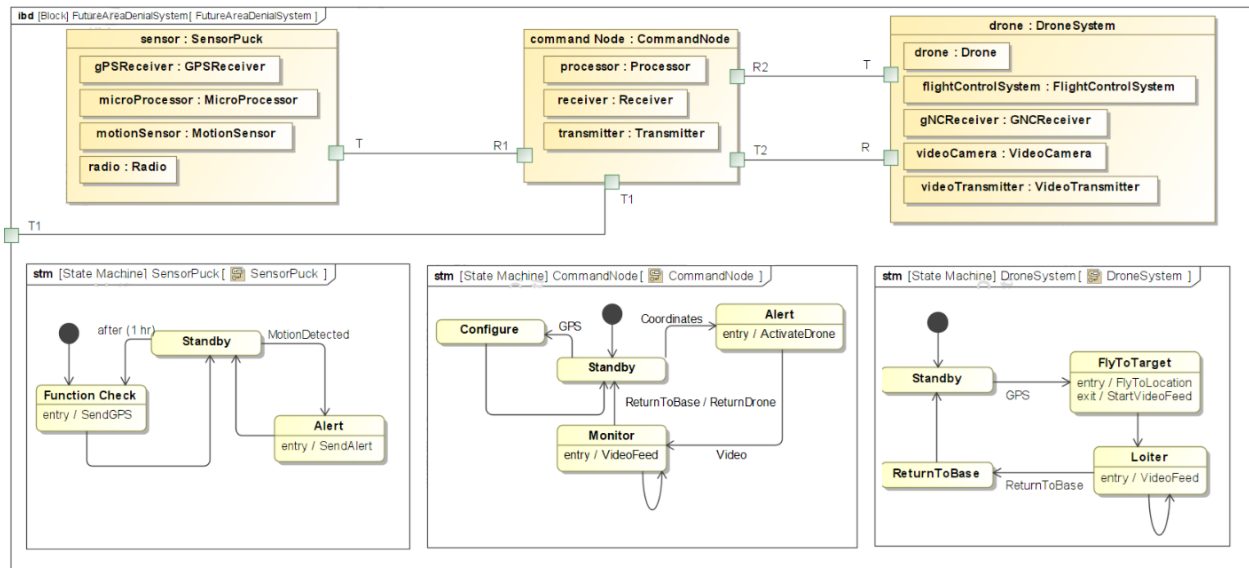 ibd [Block] FutureAreaDenialSystem[ FutureAreaDenialSystem ]
sensor : SensorPuck
gPSReceiver : GPSReceiver
microProcessor : MicroProcessor
motionSensor : MotionSensor
radio : Radio
T
R1
command Node : CommandNode
processor : Processor
receiver : Receiver
transmitter : Transmitter
R2
T
T2
R
T1
T1
drone : DroneSystem
drone : Drone
flightControlSystem : FlightControlSystem
gNCReceiver : GNCReceiver
videoCamera : VideoCamera
videoTransmitter : VideoTransmitter
stm [State Machine] SensorPuck[ SensorPuck ]
after (1 hr)
Standby
MotionDetected
Function Check
entry / SendGPS
Alert
entry / SendAlert
stm [State Machine] CommandNode[ CommandNode ]
Configure
GPS
Coordinates
Alert
entry / ActivateDrone
Standby
ReturnToBase / ReturnDrone
Monitor
entry / VideoFeed
Video
stm [State Machine] DroneSystem[ DroneSystem ]
Standby
GPS
FlyToTarget
entry / FlyToLocation
exit / StartVideoFeed
ReturnToBase
ReturnToBase
Loiter
entry / VideoFeed